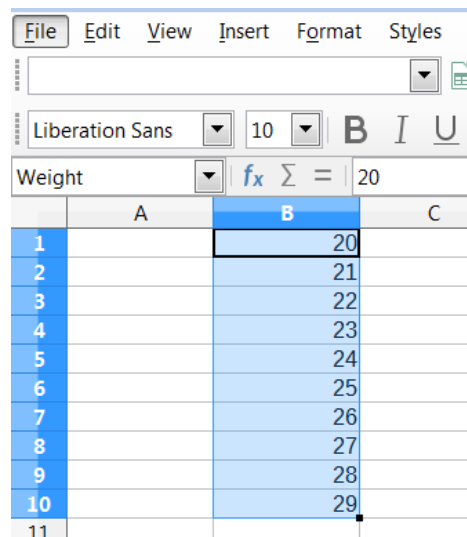 File Edit View Insert Format Styles
Liberation Sans 10 B I U
Weight fx Σ = 20
A B C
1 20
2 21
3 22
4 23
5 24
6 25
7 26
8 27
9 28
10 29
11